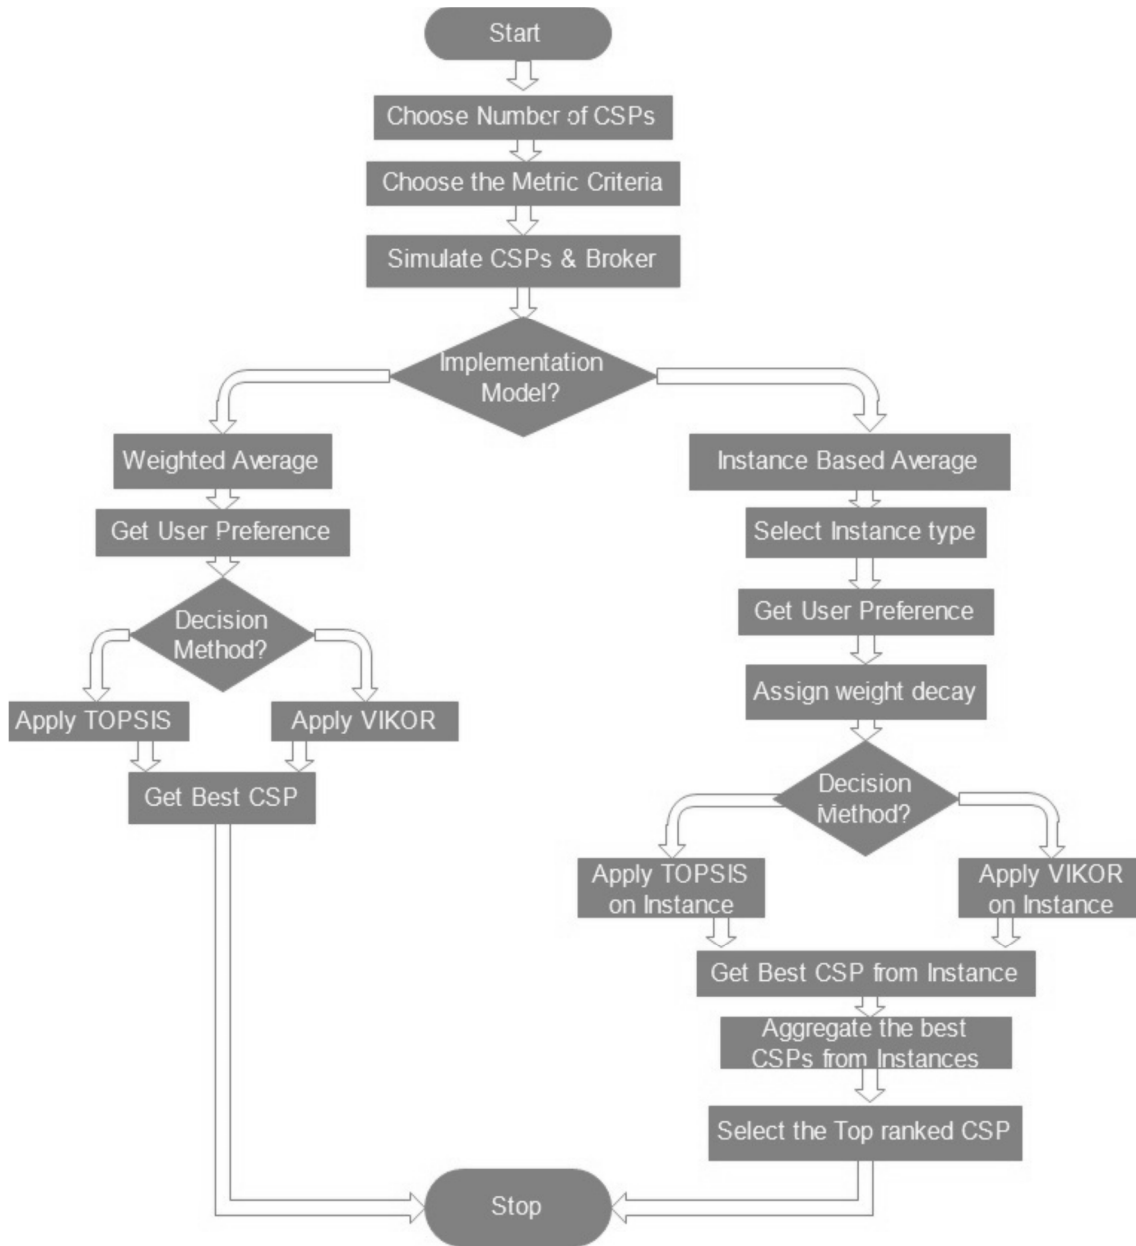 Start
Choose Number of CSPs
Choose the Metric Criteria
Simulate CSPs & Broker
Implementation
Model?
Weighted Average
Get User Preference
Decision
Method?
Apply TOPSIS
Apply VIKOR
Get Best CSP
Instance Based Average
Select Instance type
Get User Preference
Assign weight decay
Decision
Method?
Apply TOPSIS
on Instance
Apply VIKOR
on Instance
Get Best CSP from Instance
Aggregate the best
CSPs from Instances
Select the Top ranked CSP
Stop